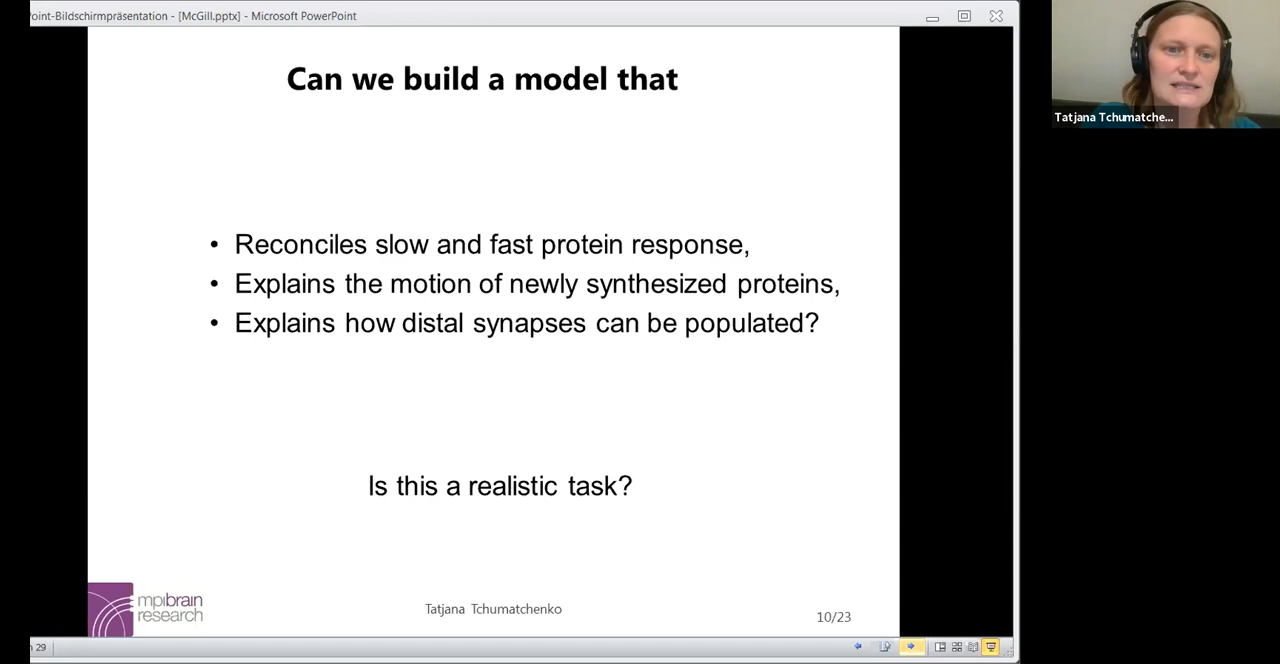 oint-Bildschirmpräsentation - [McGill.pptx] - Microsoft PowerPoint
Tatjana Tchumatche...
Can we build a model that
• Reconciles slow and fast protein response,
• Explains the motion of newly synthesized proteins,
• Explains how distal synapses can be populated?
Is this a realistic task?
mpibrain
research
Tatjana Tchumatchenko
10/23
29